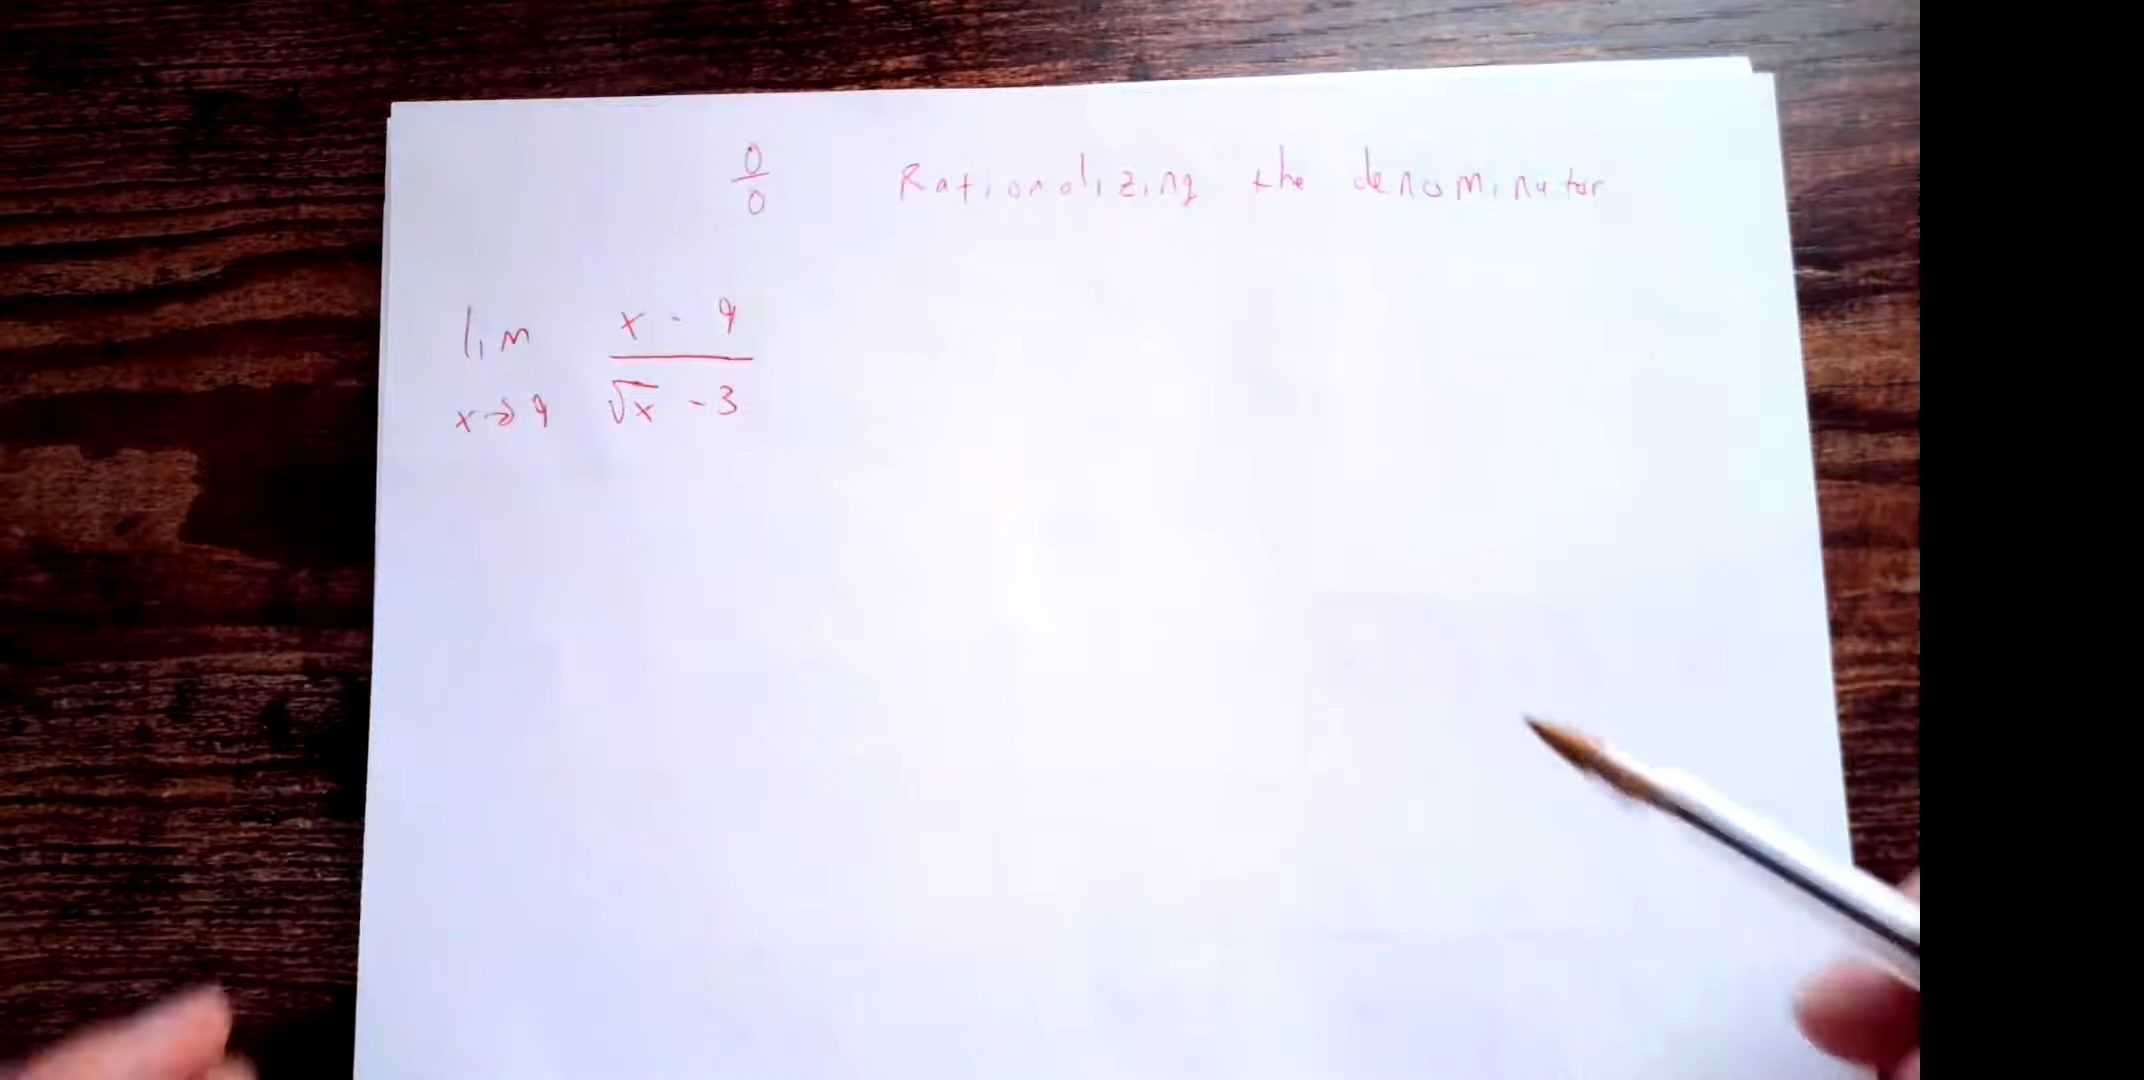 0/0 Rationalizing the denominator
lim x - 9
x→9 √x - 3